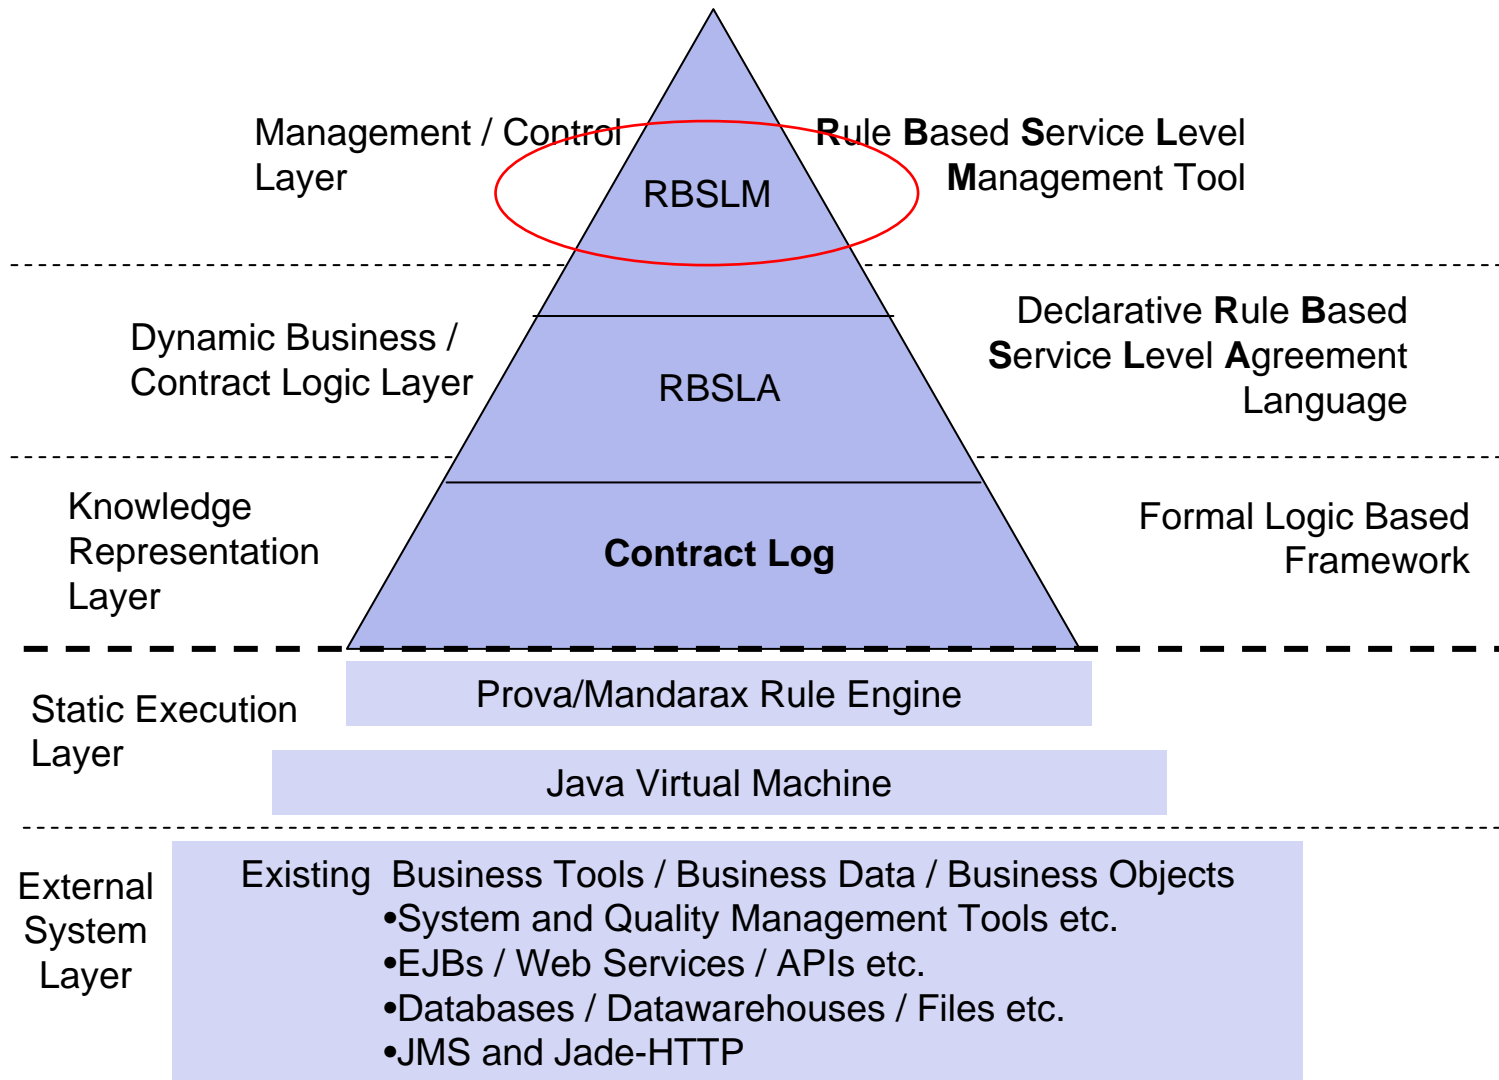 Management / Control
Layer
RBSLM
Rule Based Service Level
Management Tool
Dynamic Business /
Contract Logic Layer
RBSLA
Declarative Rule Based
Service Level Agreement
Language
Knowledge
Representation
Layer
Contract Log
Formal Logic Based
Framework
Static Execution
Layer
Prova/Mandarax Rule Engine
Java Virtual Machine
External
System
Layer
Existing Business Tools / Business Data / Business Objects
•System and Quality Management Tools etc.
•EJBs / Web Services / APIs etc.
•Databases / Datawarehouses / Files etc.
•JMS and Jade-HTTP